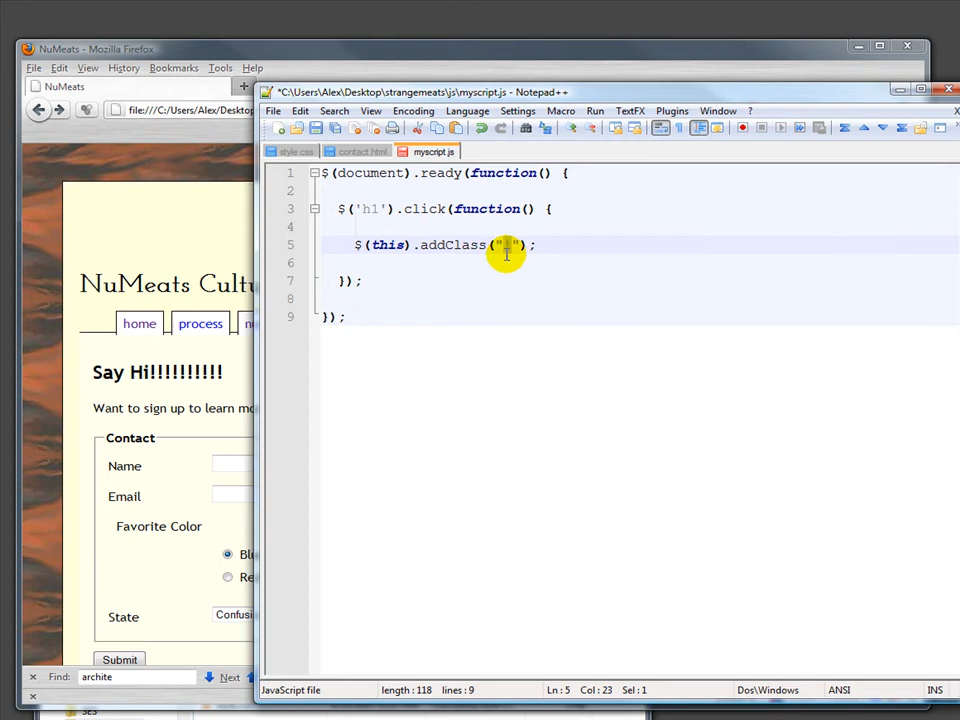 NuMeats - Mozilla Firefox
File Edit View History Bookmarks Tools Help
NuMeats
file:///C:/Users/Alex/Desktop
NuMeats Cultu
home process n
Say Hi!!!!!!!!!!
Want to sign up to learn mo
Contact
Name
Email
Favorite Color
Bl
Re
State Confusi
Submit
Find: archite Next
*C:\Users\Alex\Desktop\strangemeats\js\myscript.js - Notepad++
File Edit Search View Encoding Language Settings Macro Run TextFX Plugins Window ? X
style.css contact.html myscript.js
1 $(document).ready(function() {
2
3 $('h1').click(function() {
4
5 $(this).addClass(" ");
6
7 });
8
9 });
JavaScript file length : 118 lines : 9 Ln : 5 Col : 23 Sel : 1 Dos\Windows ANSI INS